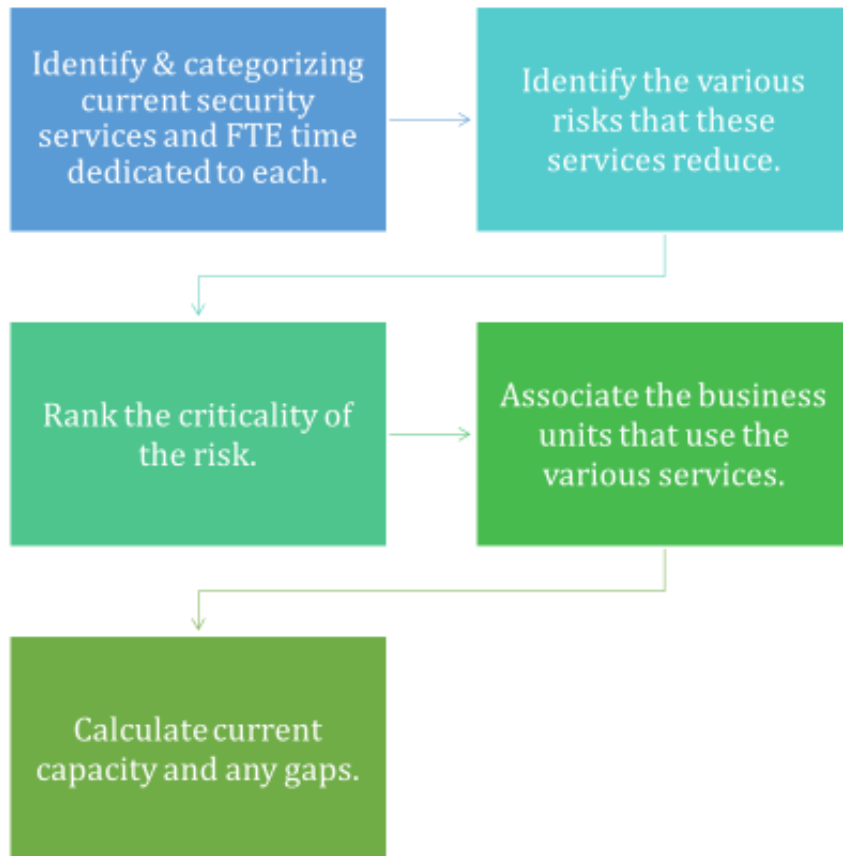 Identify & categorizing
current security
services and FTE time
dedicated to each.
Identify the various
risks that these
services reduce.
Rank the criticality of
the risk.
Associate the business
units that use the
various services.
Calculate current
capacity and any gaps.